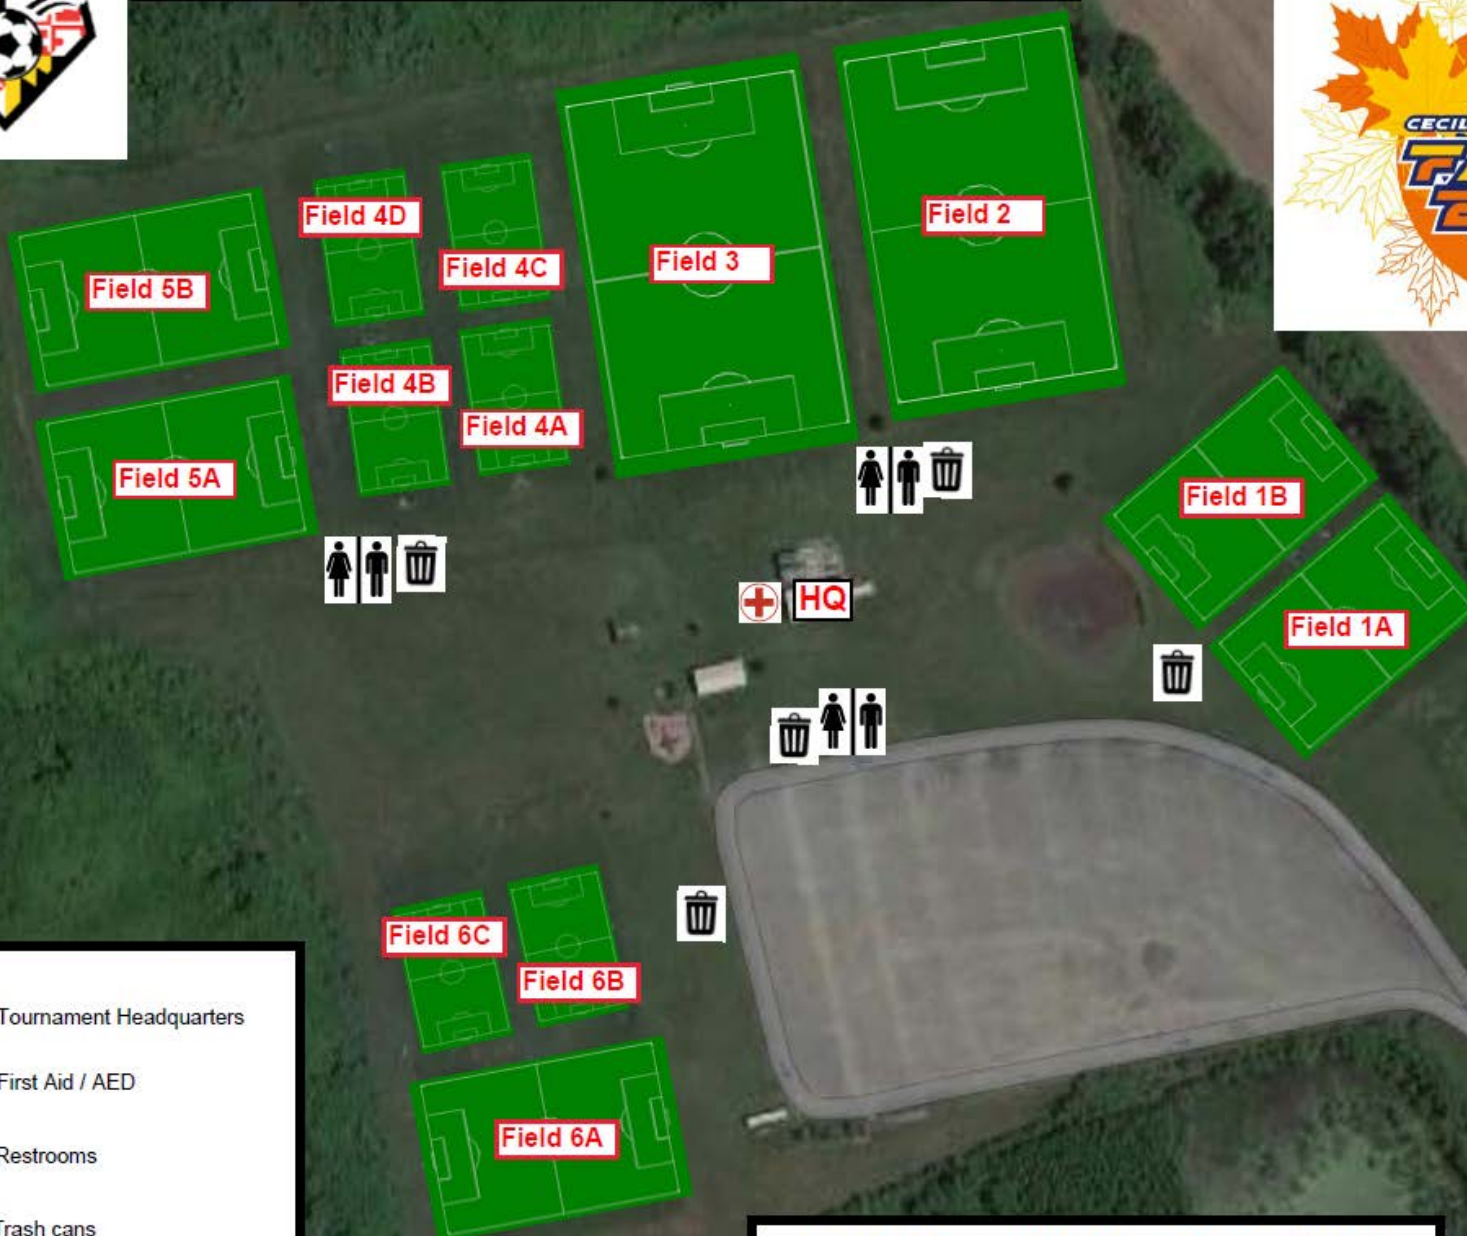 CECIL
Field 2
Field 4D
Field 3
Field 4C
Field 5B
Field 4B
Field 4A
Field 5A
Field 1B
HQ
Field 1A
Field 6C
Field 6B
Tournament Headquarters
First Aid / AED
Field 6A
Restrooms
Trash cans